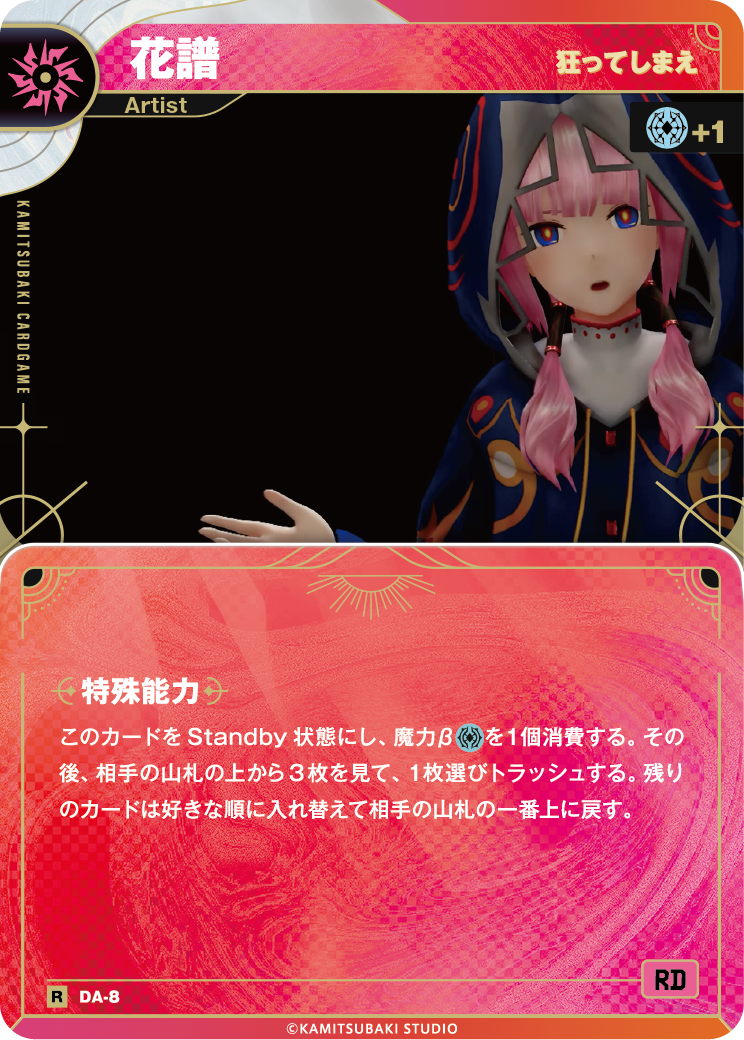 花譜
狂ってしまえ
Artist
+1
KAMITSUBAKI CARDGAME
特殊能力
このカードをStandby状態にし、魔力βを1個消費する。その
後、相手の山札の上から3枚を見て、1枚選びトラッシュする。残り
のカードは好きな順に入れ替えて相手の山札の一番上に戻す。
RD
R DA-8
©KAMITSUBAKI STUDIO